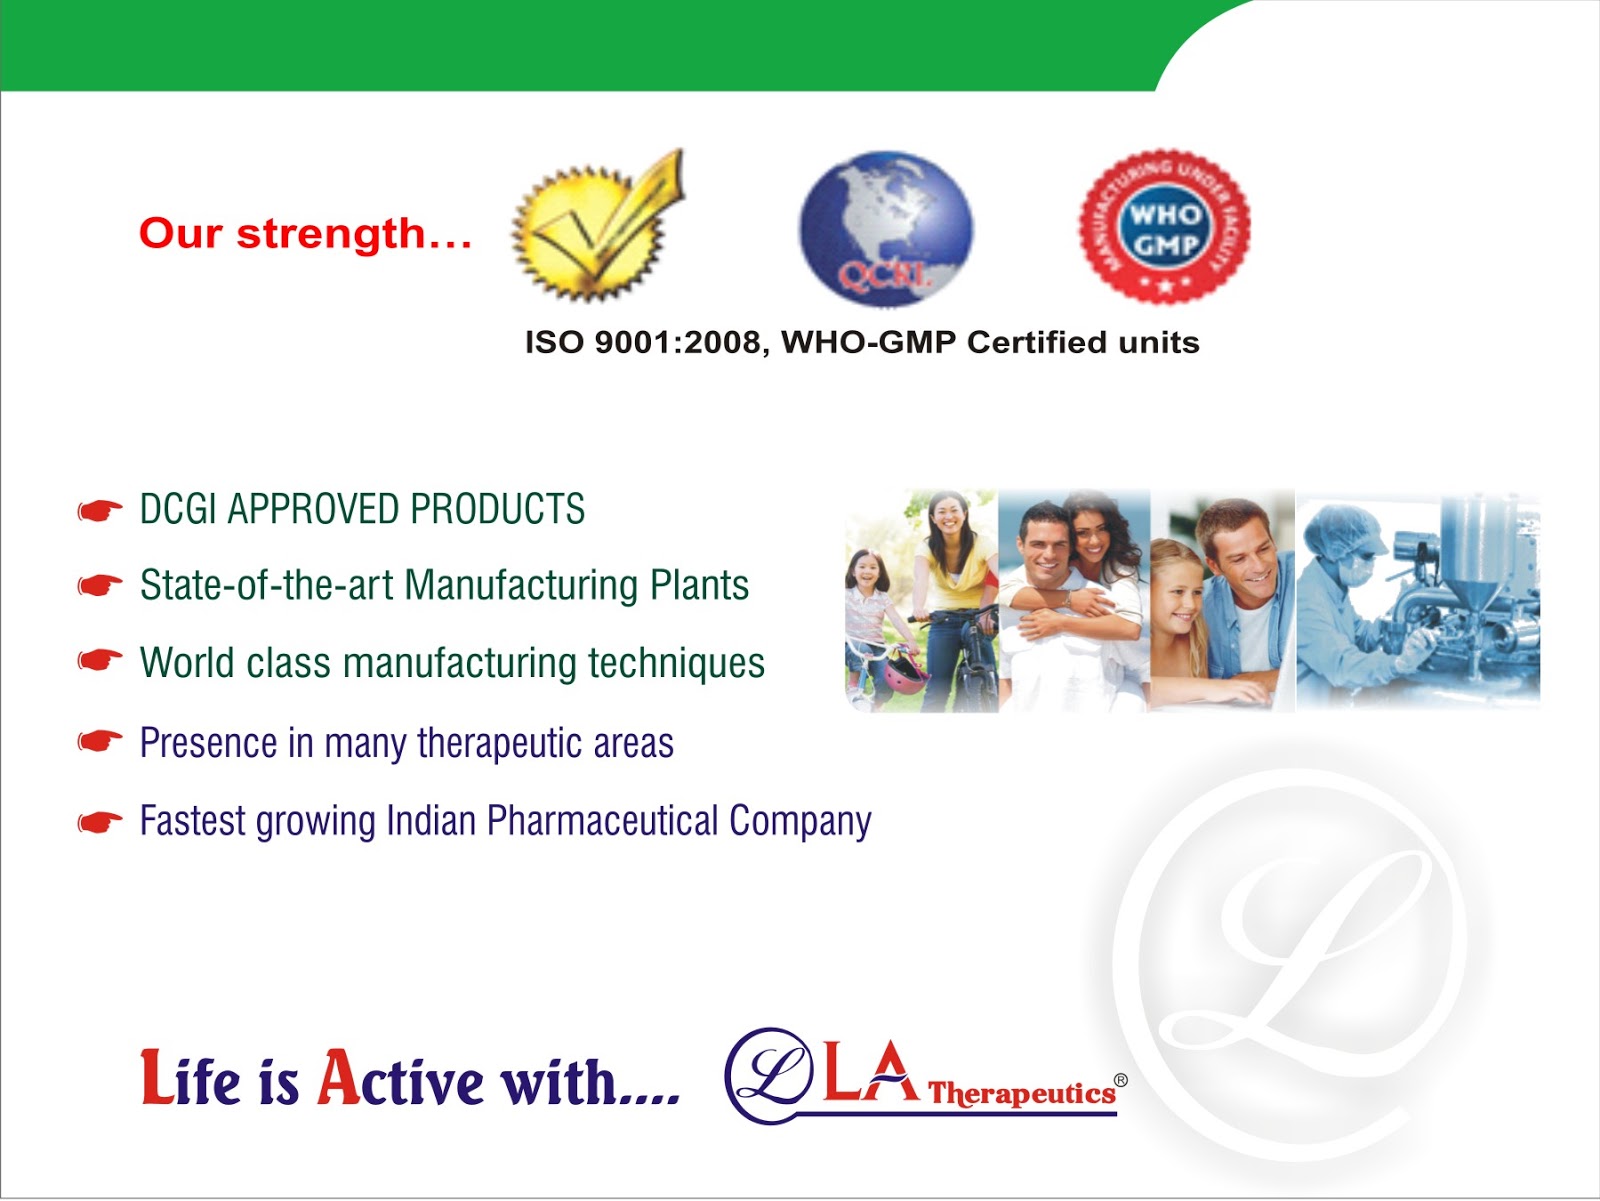 Our strength...
QCRL
MANUFACTURING UNDER FACILITY
WHO
GMP
ISO 9001:2008, WHO-GMP Certified units
DCGI APPROVED PRODUCTS
State-of-the-art Manufacturing Plants
World class manufacturing techniques
Presence in many therapeutic areas
Fastest growing Indian Pharmaceutical Company
L
Life is Active with....
L LA Therapeutics®